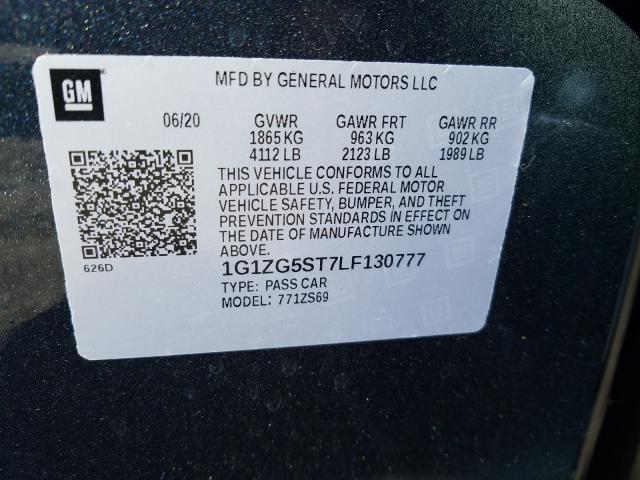 GM
MFD BY GENERAL MOTORS LLC
06/20 GVWR GAWR FRT GAWR RR
1865 KG 963 KG 902 KG
4112 LB 2123 LB 1989 LB
THIS VEHICLE CONFORMS TO ALL
APPLICABLE U.S. FEDERAL MOTOR
VEHICLE SAFETY, BUMPER, AND THEFT
PREVENTION STANDARDS IN EFFECT ON
THE DATE OF MANUFACTURE SHOWN
ABOVE.
626D
1G1ZG5ST7LF130777
TYPE: PASS CAR
MODEL: 771ZS69